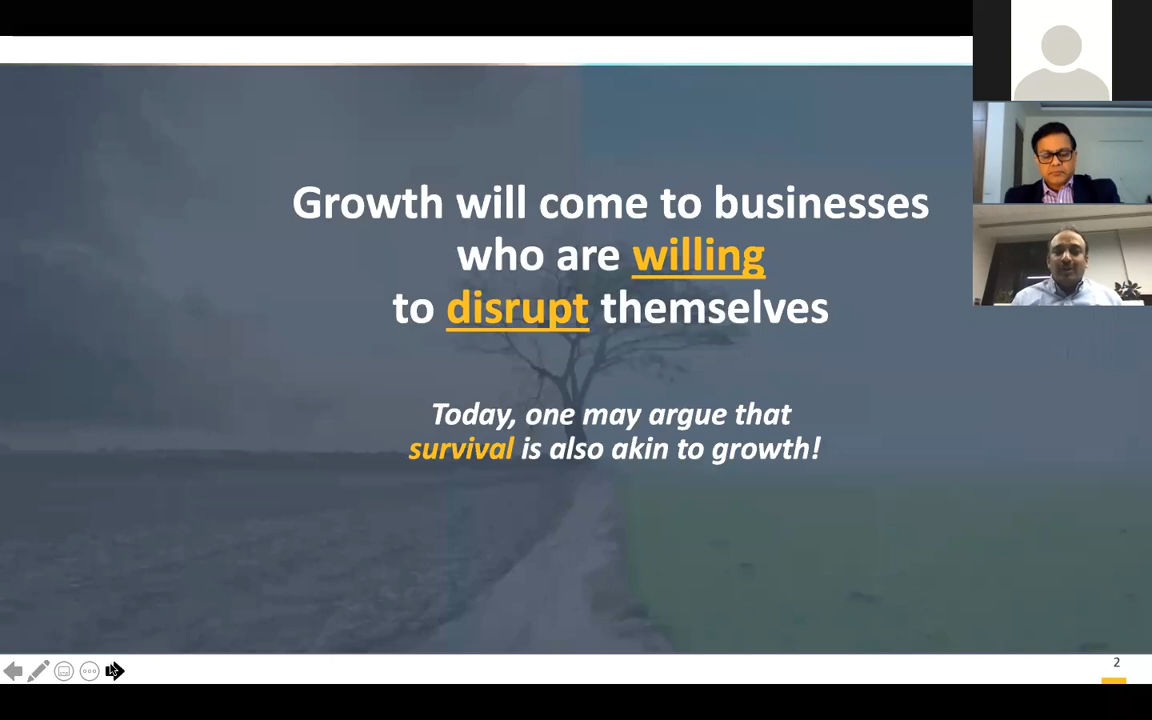 Growth will come to businesses
who are willing
to disrupt themselves
Today, one may argue that
survival is also akin to growth!
2